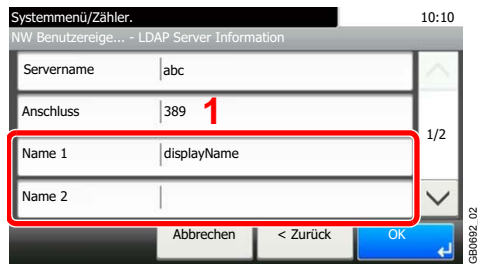 Systemmenü/Zähler. 10:10
NW Benutzereige... - LDAP Server Information
Servername abc
Anschluss 389 1
1/2
Name 1 displayName
Name 2
Abbrechen < Zurück OK
GB0692_02